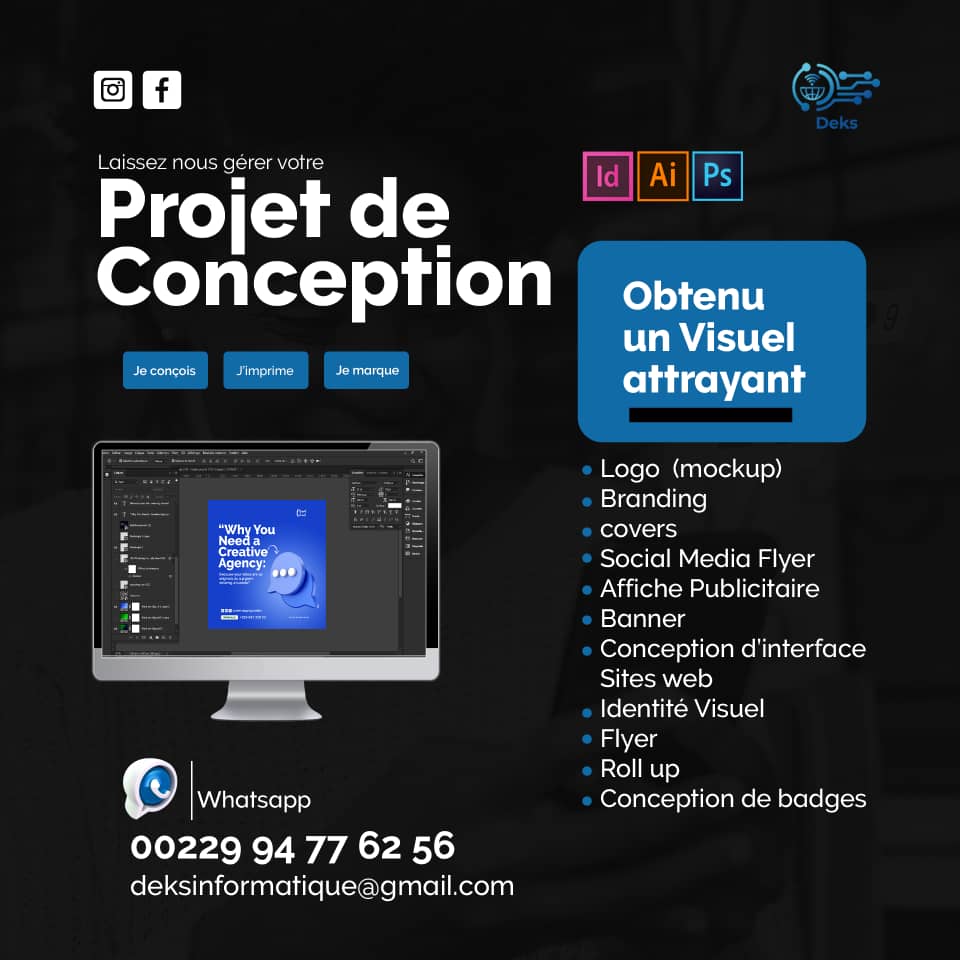 Deks
Laissez nous gérer votre
Projet de
Conception
Id Ai Ps
Obtenu
un Visuel
attrayant
Je conçois
J'imprime
Je marque
"Why You
Need a
Creative
Agency:
Logo (mockup)
Branding
covers
Social Media Flyer
Affiche Publicitaire
Banner
Conception d'interface
Sites web
Identité Visuel
Flyer
Roll up
Conception de badges
Whatsapp
00229 94 77 62 56
deksinformatique@gmail.com